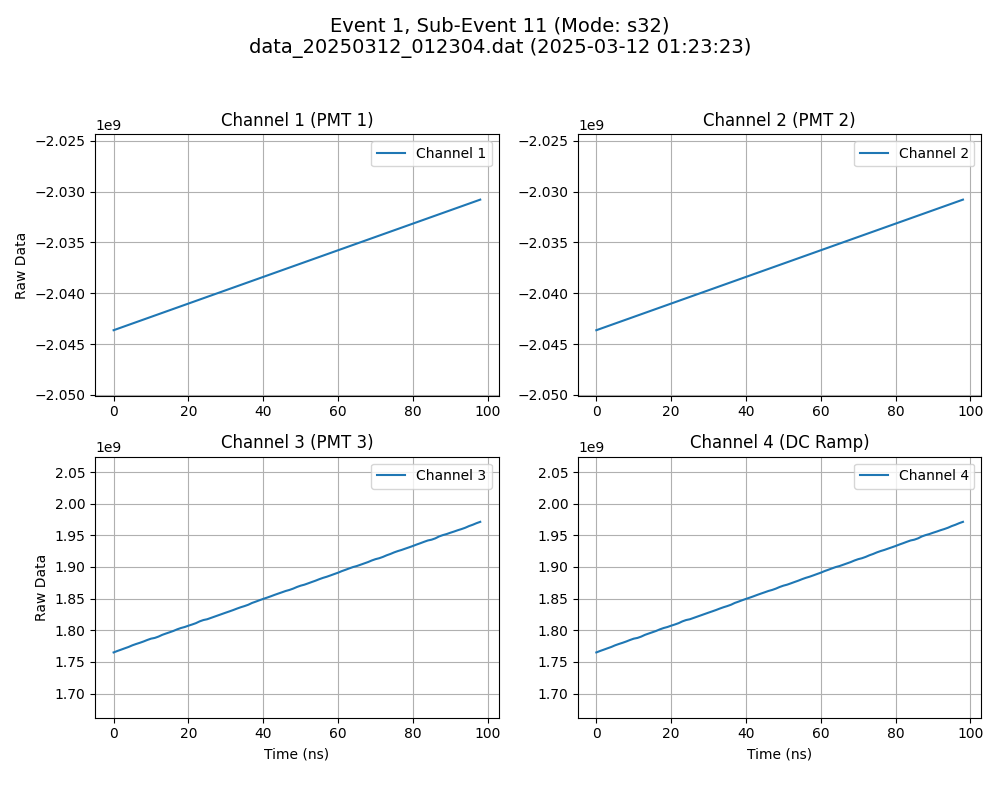 Event 1, Sub-Event 11 (Mode: s32)
data_20250312_012304.dat (2025-03-12 01:23:23)
Channel 1 (PMT 1)
1e9
Channel 1
−2.025
−2.030
−2.035
−2.040
−2.045
−2.050
Raw Data
0 20 40 60 80 100
Channel 2 (PMT 2)
1e9
Channel 2
−2.025
−2.030
−2.035
−2.040
−2.045
−2.050
0 20 40 60 80 100
Channel 3 (PMT 3)
1e9
Channel 3
2.05
2.00
1.95
1.90
1.85
1.80
1.75
1.70
Raw Data
0 20 40 60 80 100
Time (ns)
Channel 4 (DC Ramp)
1e9
Channel 4
2.05
2.00
1.95
1.90
1.85
1.80
1.75
1.70
0 20 40 60 80 100
Time (ns)